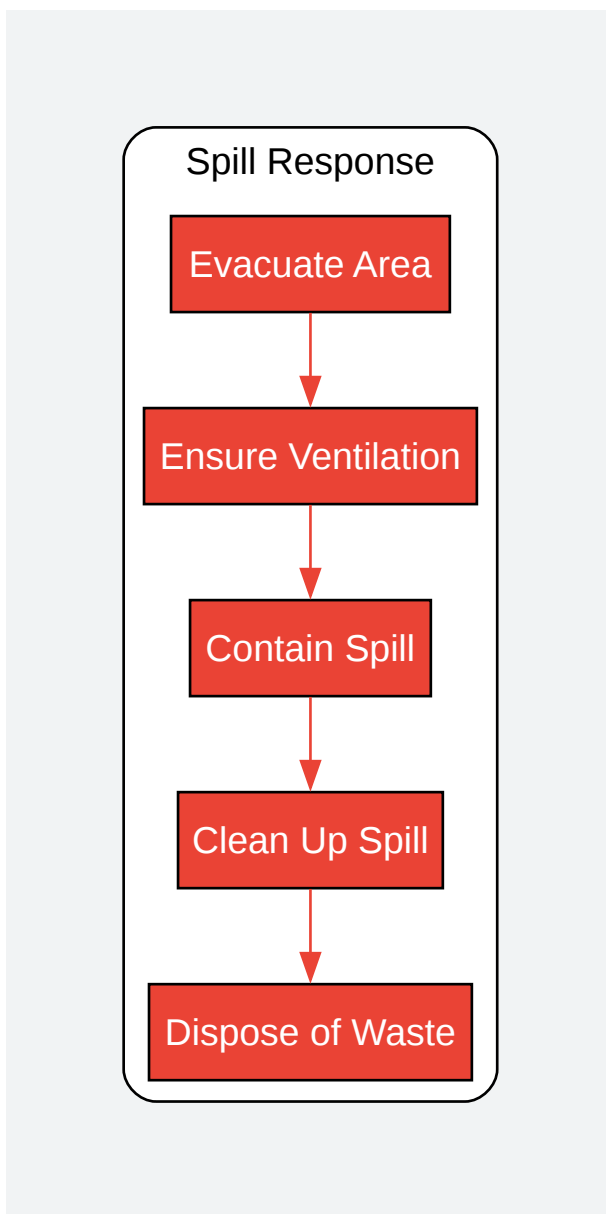 Spill Response
Evacuate Area
Ensure Ventilation
Contain Spill
Clean Up Spill
Dispose of Waste